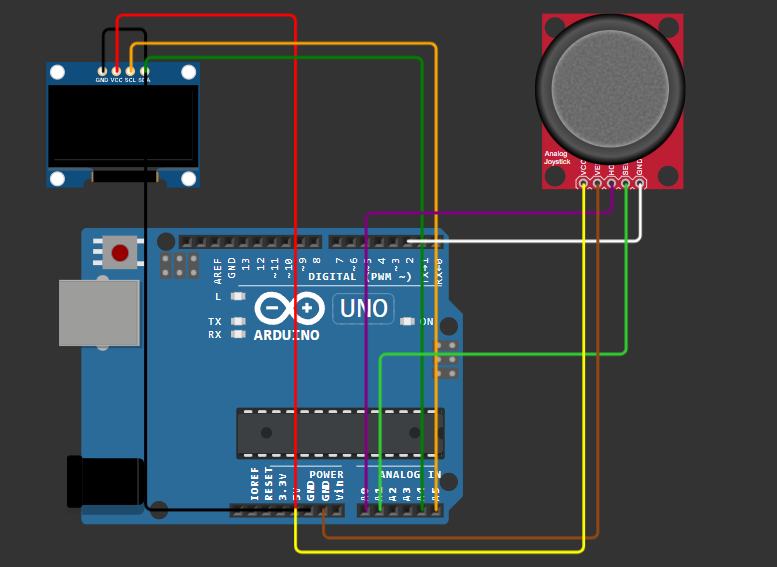 GND VCC SCL SDA
Analog
Joystick
VCC
SEL
GND
AREF
GND
13
12
~11
~10
~9
8
7
~6
~5
4
~3
2
TX→1
RX←0
DIGITAL (PWM ~)
L
UNO
TX
ON
RX
ARDUINO
POWER
ANALOG IN
IOREF
RESET
3.3V
5V
GND
GND
Vin
A0
A1
A2
A3
A4
A5